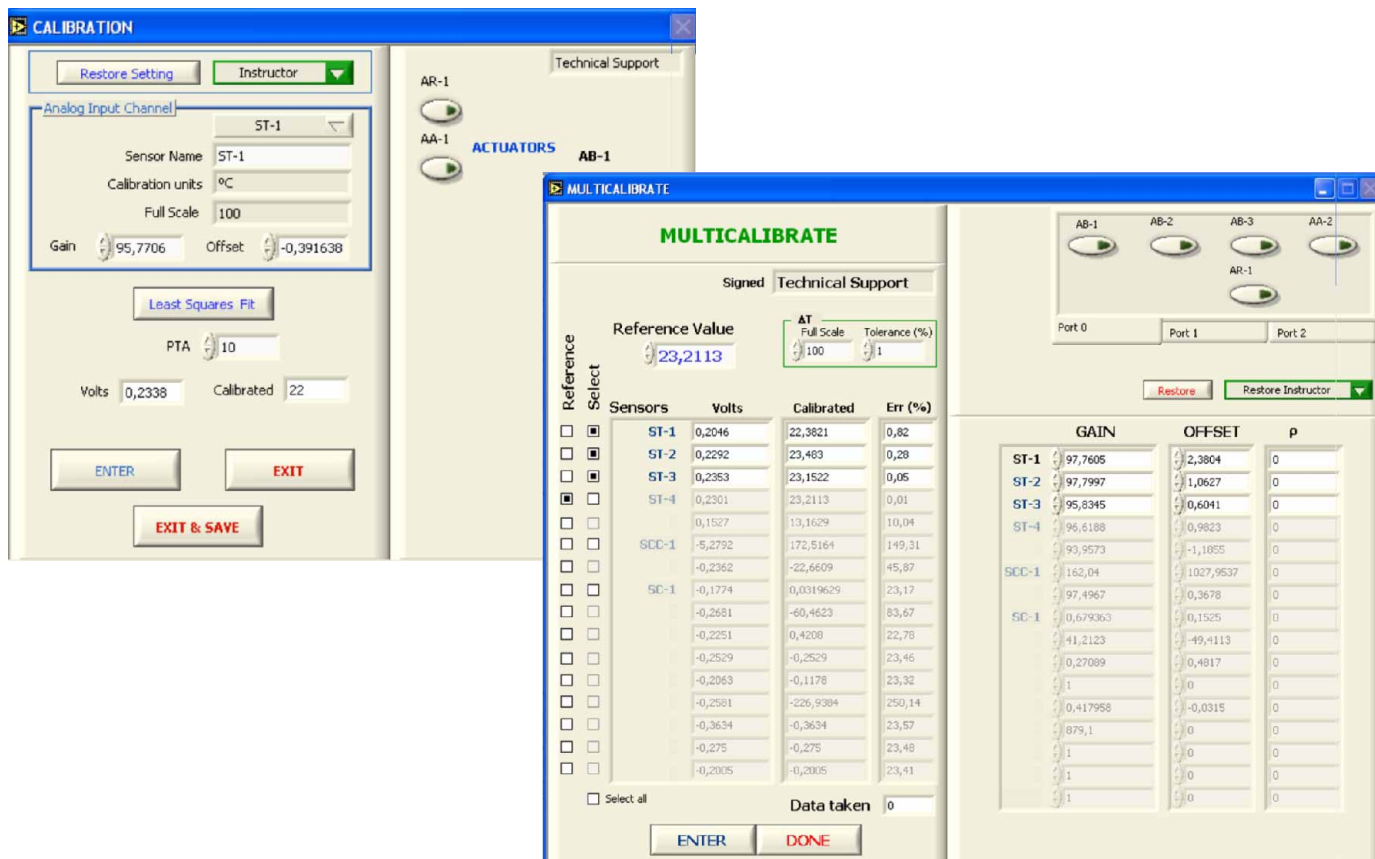 CALIBRATION
Restore Setting Instructor
Technical Support
AR-1
Analog Input Channel
ST-1
AA-1
ACTUATORS
AB-1
Sensor Name ST-1
Calibration units ºC
Full Scale 100
Gain 95,7706 Offset -0,391638
Least Squares Fit
PTA 10
Volts 0,2338 Calibrated 22
ENTER EXIT
EXIT & SAVE
MULTICALIBRATE
MULTICALIBRATE
Signed Technical Support
Reference Value
23,2113
ΔT
Full Scale Tolerance (%)
100 1
Reference
Select
Sensors Volts Calibrated Err (%)
ST-1 0,2046 22,3821 0,82
ST-2 0,2292 23,483 0,28
ST-3 0,2353 23,1522 0,05
ST-4 0,2301 23,2113 0,01
0,1527 13,1629 10,04
SCC-1 -5,2792 172,5164 149,31
-0,2362 -22,6609 45,87
SC-1 -0,1774 0,0319629 23,17
-0,2681 -60,4623 83,67
-0,2251 0,4208 22,78
-0,2529 -0,2529 23,46
-0,2063 -0,1178 23,32
-0,2581 -226,9384 250,14
-0,3634 -0,3634 23,57
-0,275 -0,275 23,48
-0,2005 -0,2005 23,41
Select all
Data taken 0
ENTER DONE
AB-1 AB-2 AB-3 AA-2
AR-1
Port 0 Port 1 Port 2
Restore Restore Instructor
GAIN OFFSET ρ
ST-1 97,7605 2,3804 0
ST-2 97,7997 1,0627 0
ST-3 95,8345 0,6041 0
ST-4 96,6188 0,9823 0
93,9573 -1,1855 0
SCC-1 162,04 1027,9537 0
97,4967 0,3678 0
SC-1 0,679363 0,1525 0
41,2123 -49,4113 0
0,27089 0,4817 0
1 0 0
0,417958 -0,0315 0
879,1 0 0
1 0 0
1 0 0
1 0 0